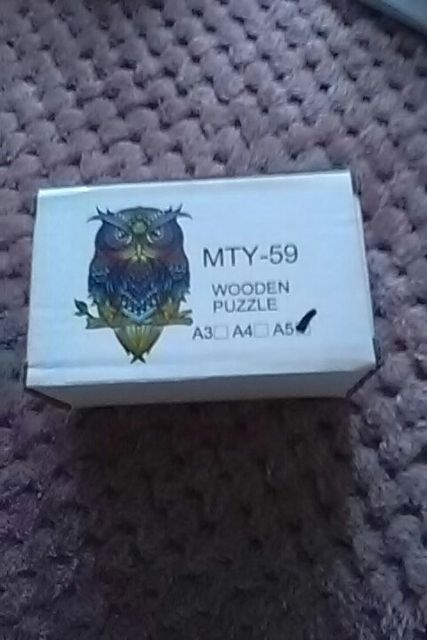 MTY-59
WOODEN
PUZZLE
A3☐ A4☐ A5☑